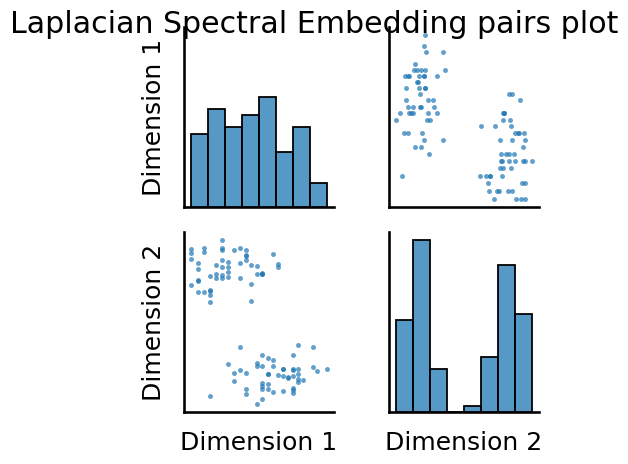 Laplacian Spectral Embedding pairs plot
Dimension 1
Dimension 2
Dimension 1
Dimension 2